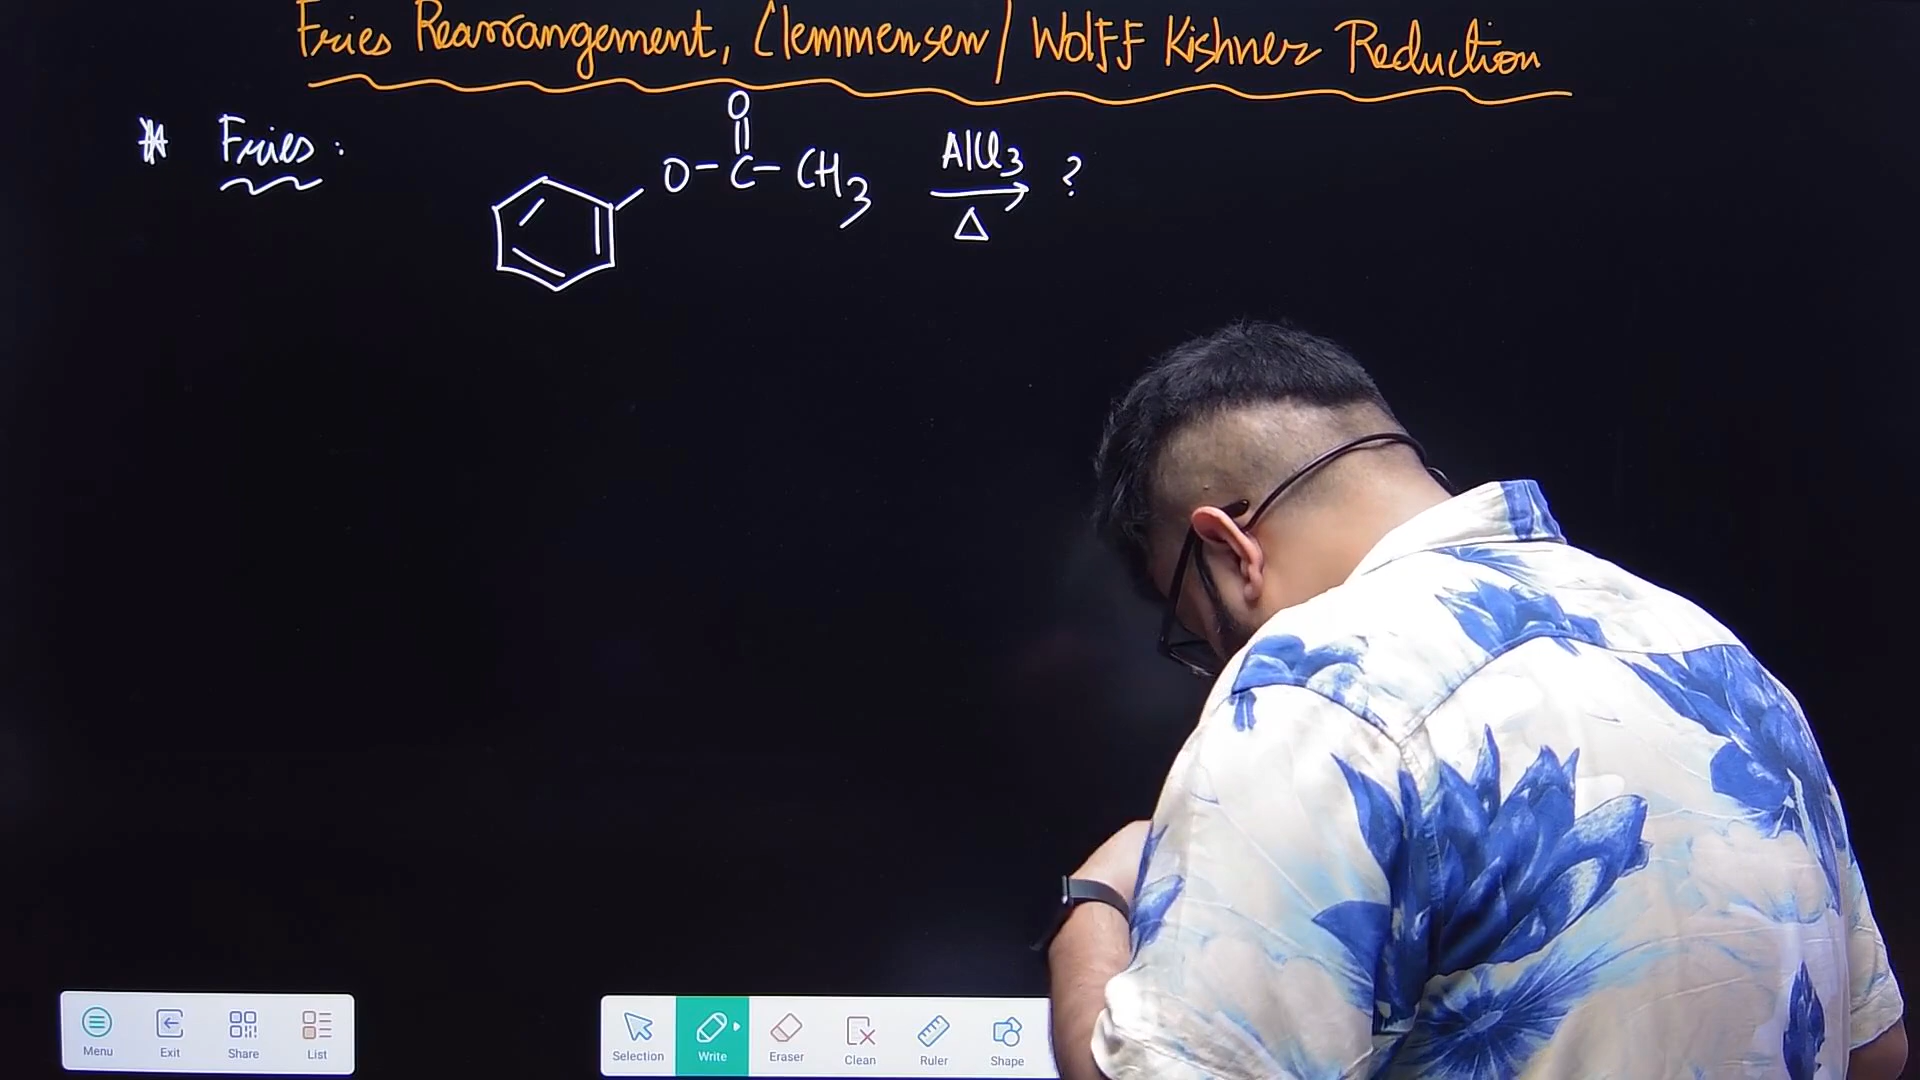 Fries Rearrangement, Clemmensen / Wolff Kishner Reduction
* Fries :
O
O-C-CH3
AlCl3
Δ
?
Menu Exit Share List
Selection Write Eraser Clean Ruler Shape